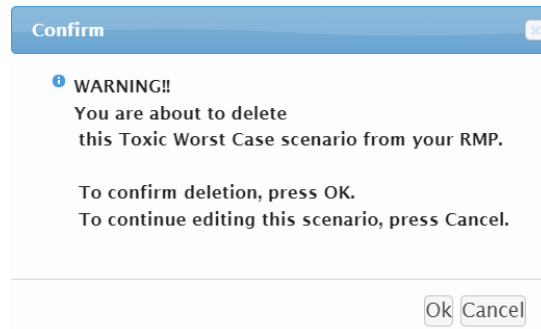 Confirm
WARNING!!
You are about to delete
this Toxic Worst Case scenario from your RMP.
To confirm deletion, press OK.
To continue editing this scenario, press Cancel.
Ok Cancel